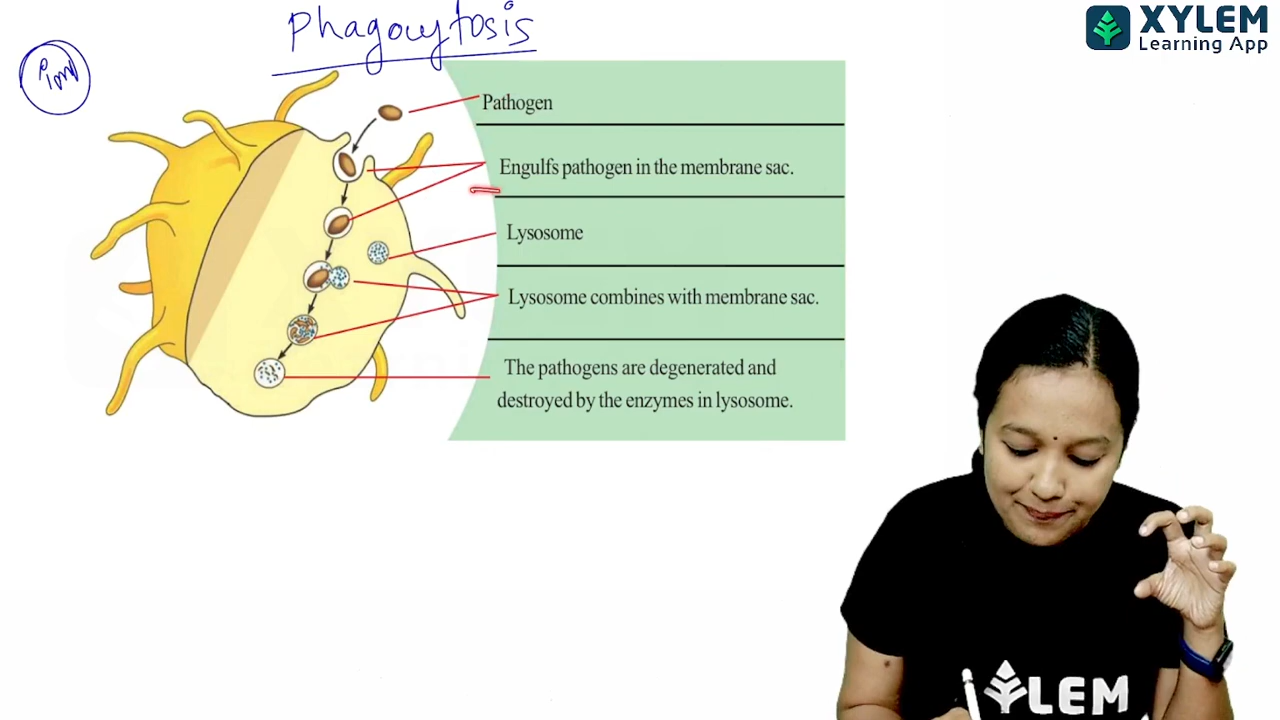 Phagocytosis
XYLEM
Learning App
Pathogen
Engulfs pathogen in the membrane sac.
Lysosome
Lysosome combines with membrane sac.
The pathogens are degenerated and
destroyed by the enzymes in lysosome.
XYLEM